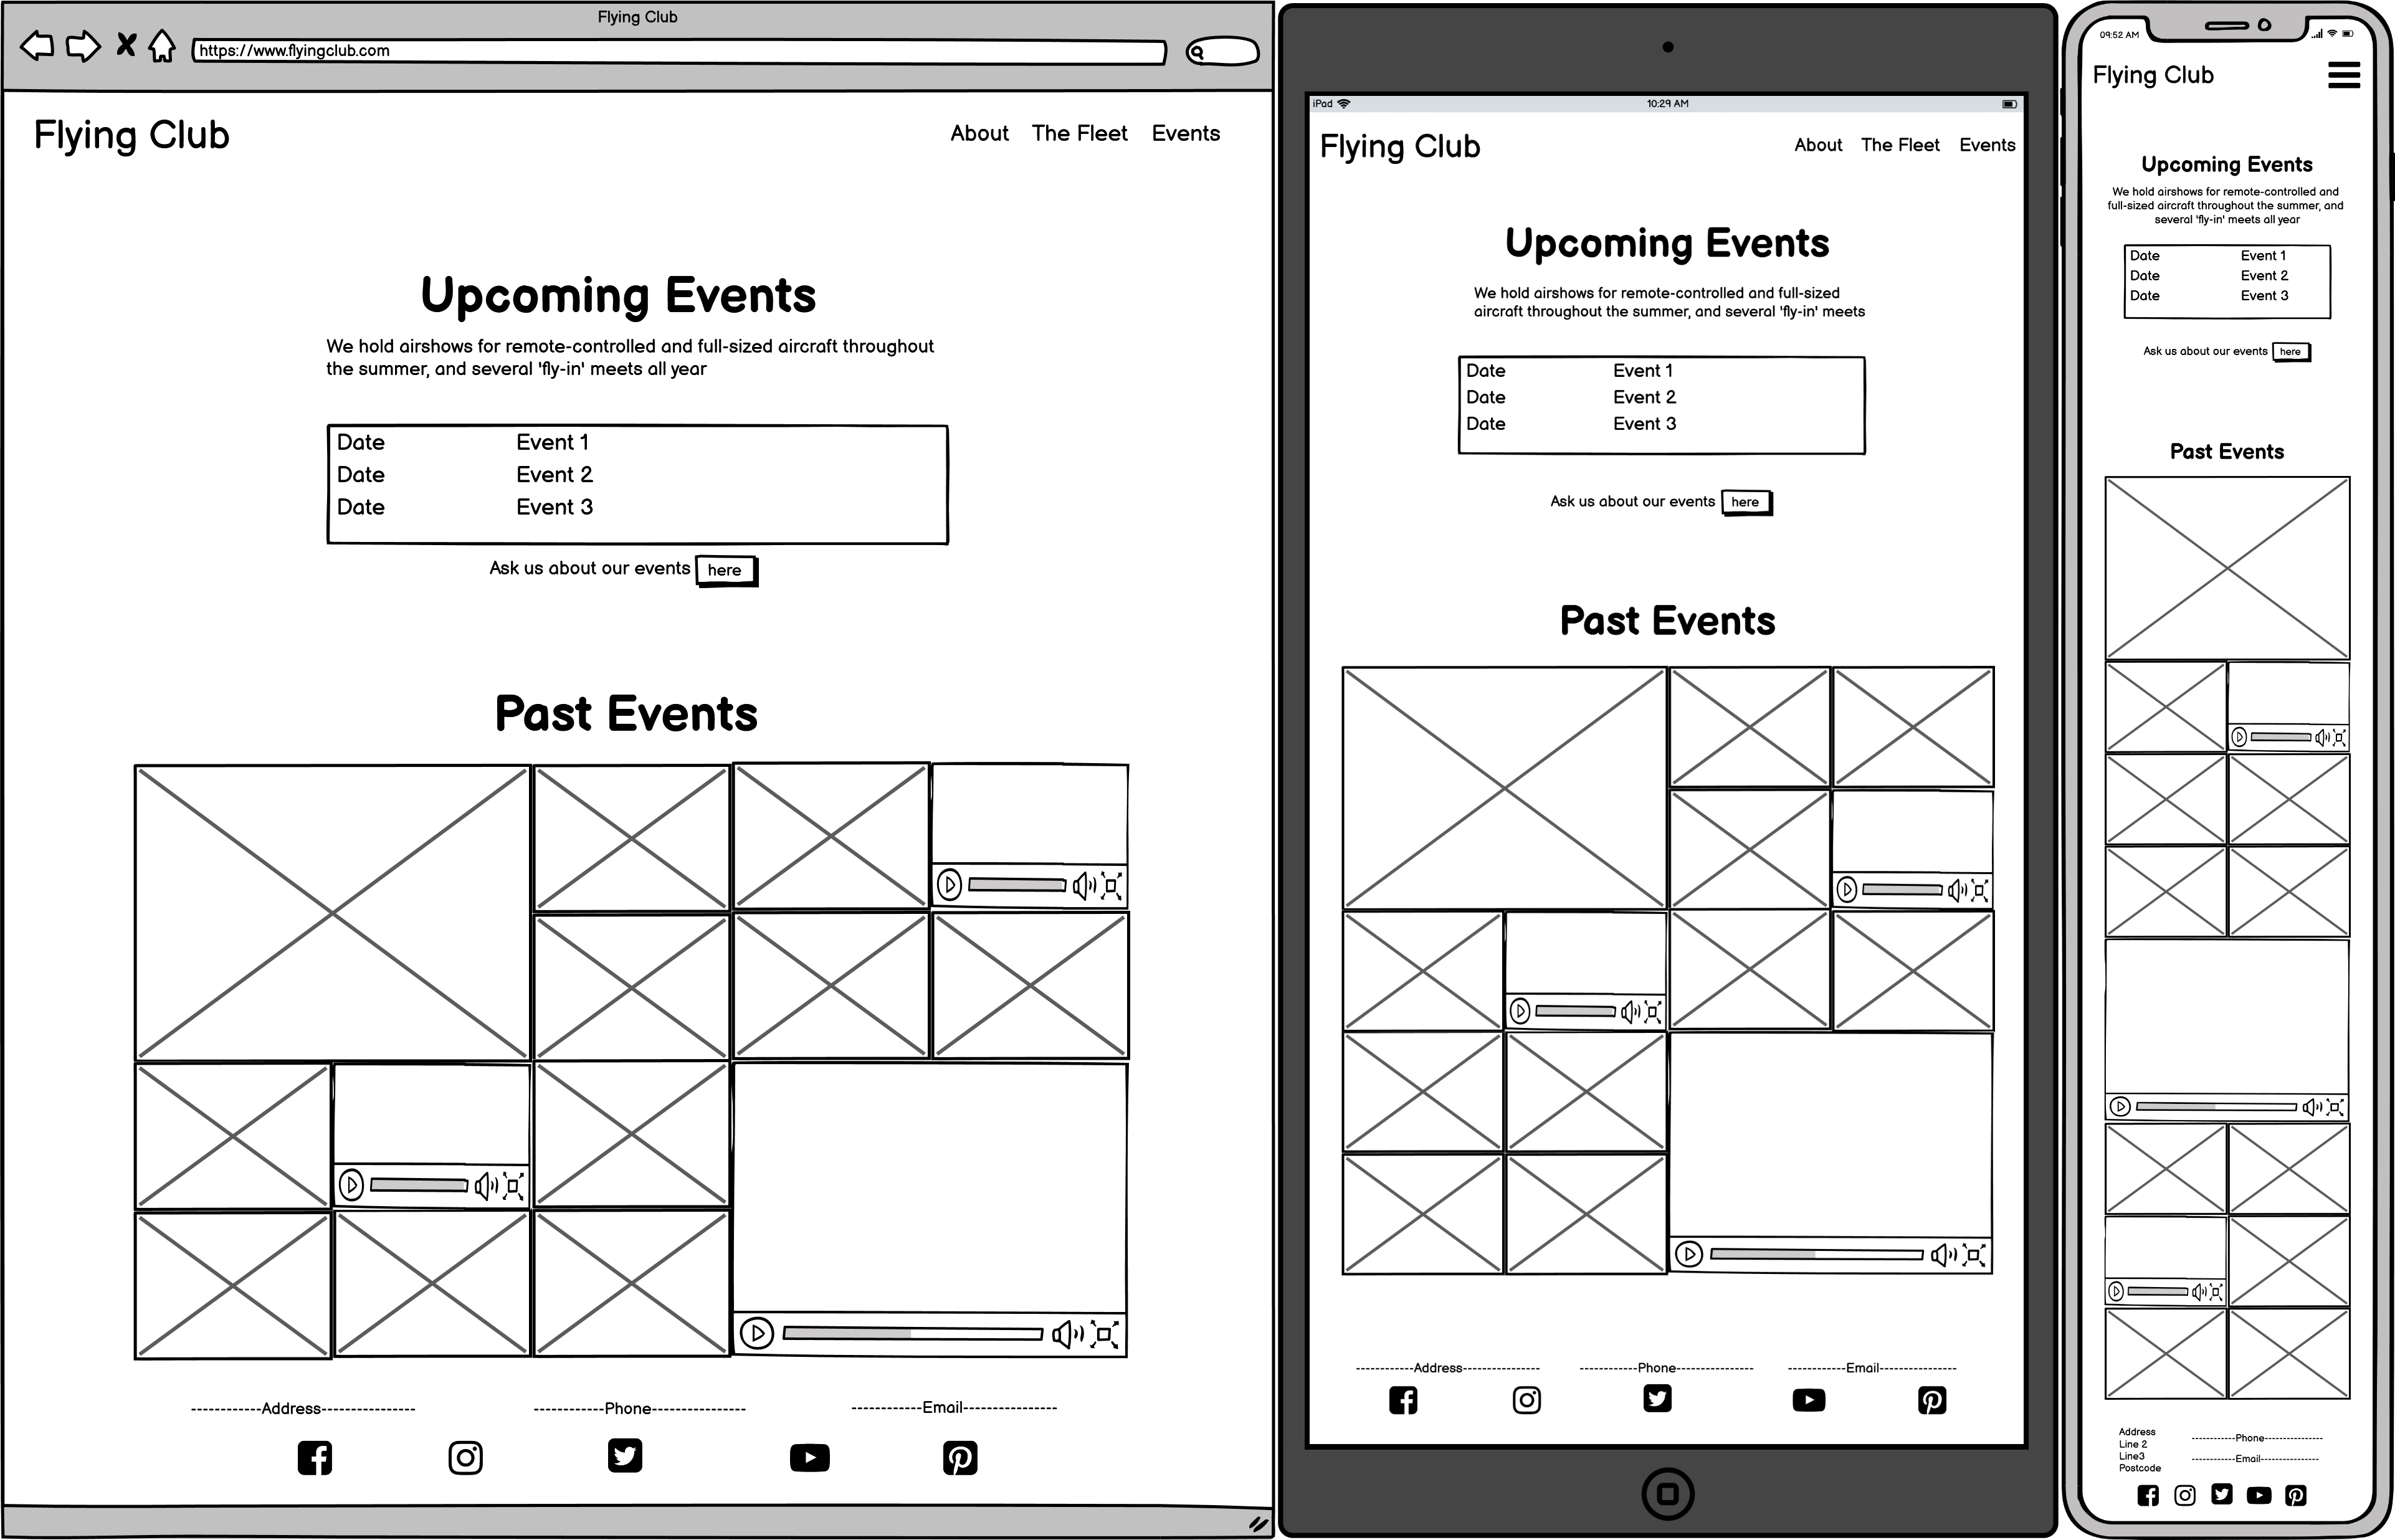 Flying Club
https://www.flyingclub.com
Flying Club
About The Fleet Events
Upcoming Events
We hold airshows for remote-controlled and full-sized aircraft throughout
the summer, and several 'fly-in' meets all year
Date Event 1
Date Event 2
Date Event 3
Ask us about our events here
Past Events
------------Address----------------
------------Phone----------------
------------Email----------------
iPad 10:29 AM
Flying Club
About The Fleet Events
Upcoming Events
We hold airshows for remote-controlled and full-sized
aircraft throughout the summer, and several 'fly-in' meets
Date Event 1
Date Event 2
Date Event 3
Ask us about our events here
Past Events
------------Address----------------
------------Phone----------------
------------Email----------------
09:52 AM
Flying Club
Upcoming Events
We hold airshows for remote-controlled and
full-sized aircraft throughout the summer, and
several 'fly-in' meets all year
Date Event 1
Date Event 2
Date Event 3
Ask us about our events here
Past Events
Address
Line 2
Line3
Postcode
------------Phone----------------
------------Email----------------